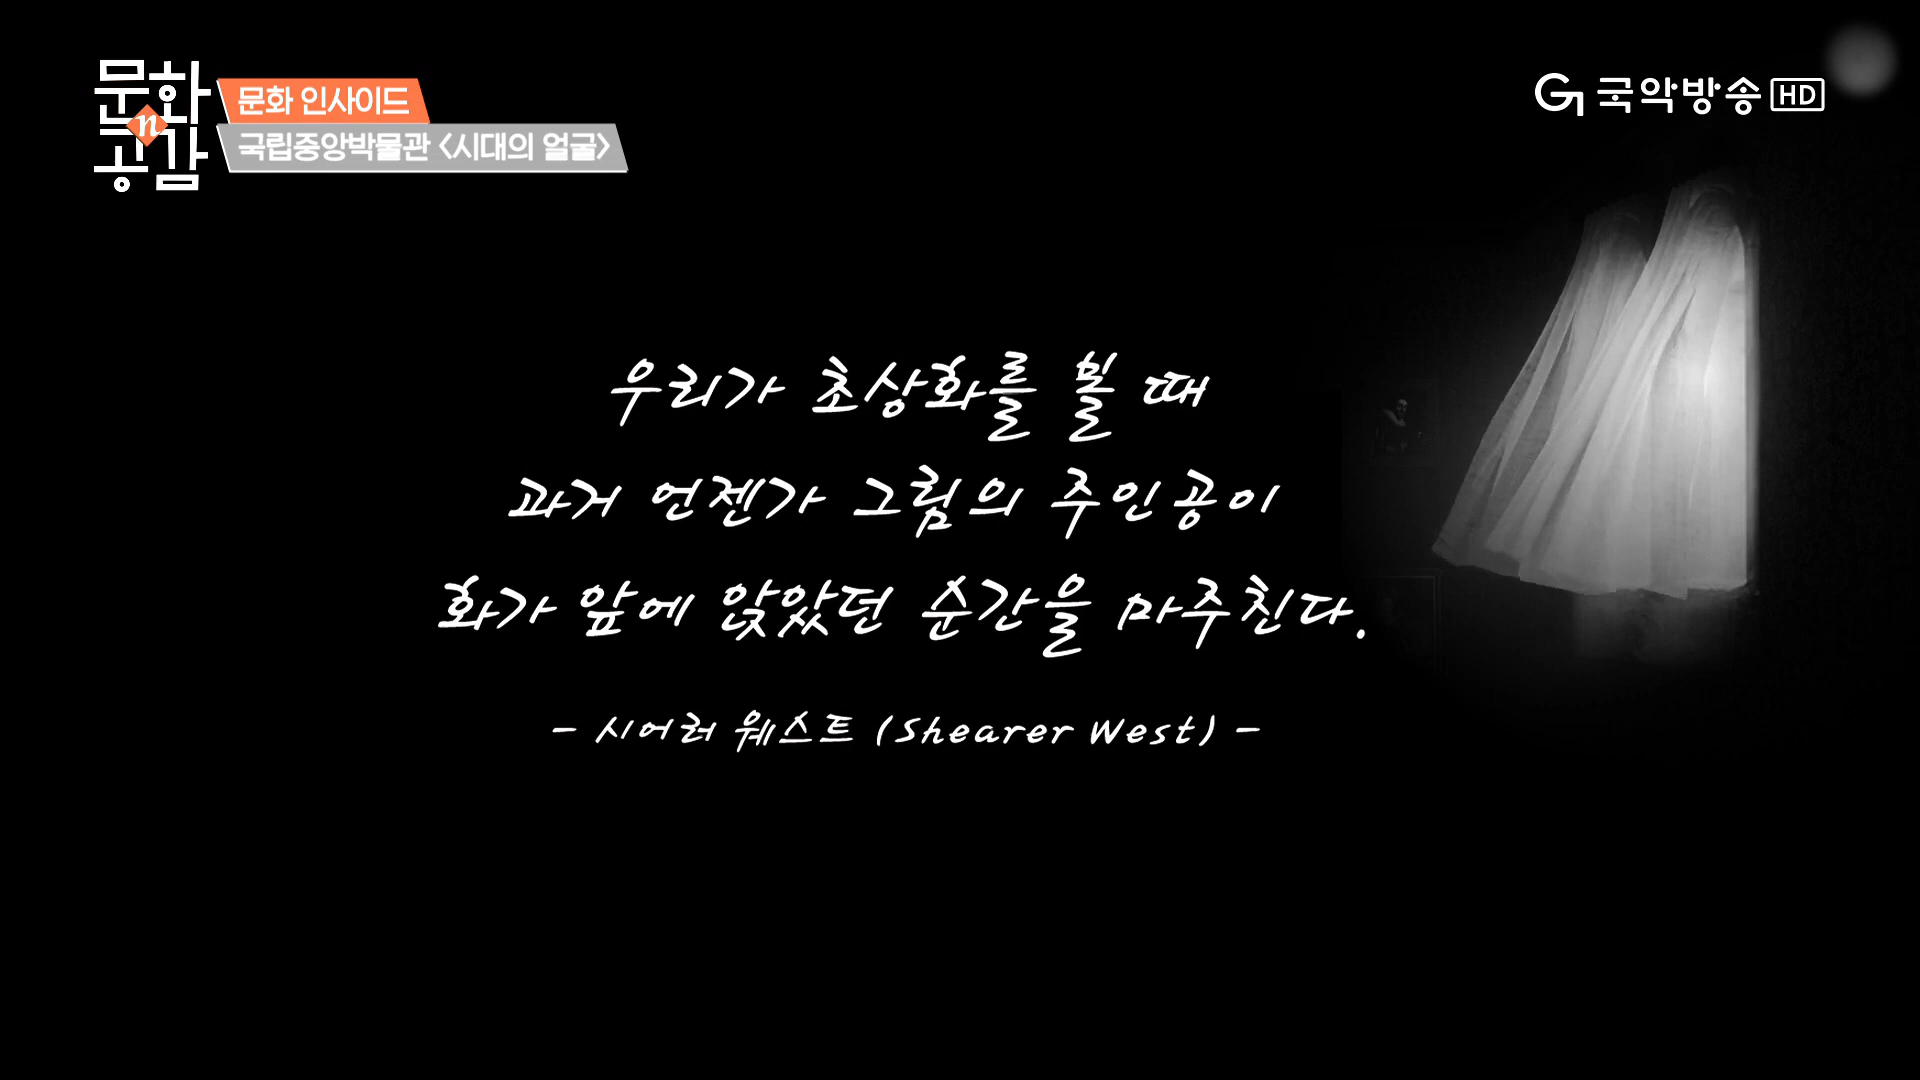 문화
n
공감
문화 인사이드
국립중앙박물관 <시대의 얼굴>
국악방송 HD
우리가 초상화를 볼 때
과거 언젠가 그림의 주인공이
화가 앞에 앉았던 순간을 마주친다.
- 시어러 웨스트 (Shearer West) -